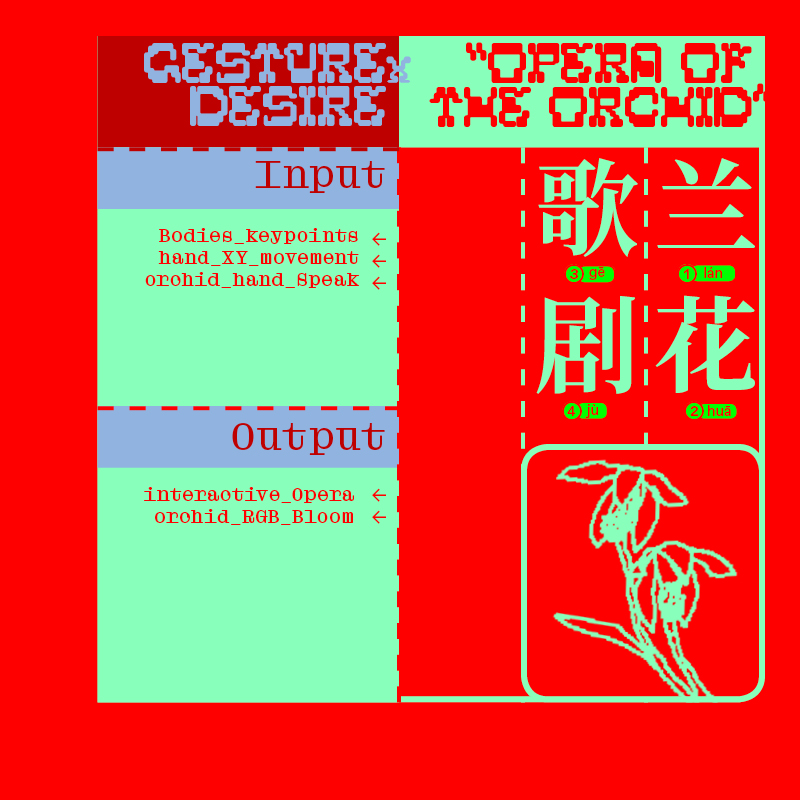 GESTUREx
DESIRE
"OPERA OF
THE ORCHID"
Input
Bodies_keypoints ←
hand_XY_movement ←
orchid_hand_Speak ←
Output
interactive_Opera ←
orchid_RGB_Bloom ←
兰
1 lán
花
2 huā
歌
3 gē
剧
4 jù